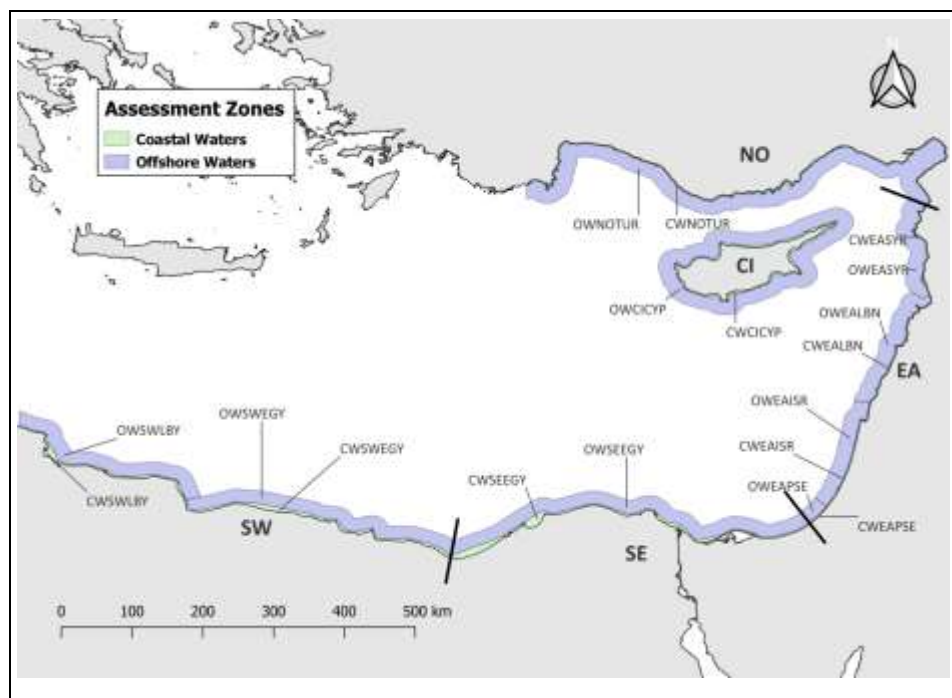 Assessment Zones
Coastal Waters
Offshore Waters
NO
OWNOTUR
CWNOTUR
CWEASYR
CI
OWEASYR
OWCICYP
OWEALBN
CWCICYP
CWEALBN
EA
OWEAISR
OWSWEGY
OWSWLBY
CWSWEGY
OWSEEGY
CWEAISR
CWSEEGY
OWEAPSE
CWSWLBY
SW
CWEAPSE
SE
0 100 200 300 400 500 km